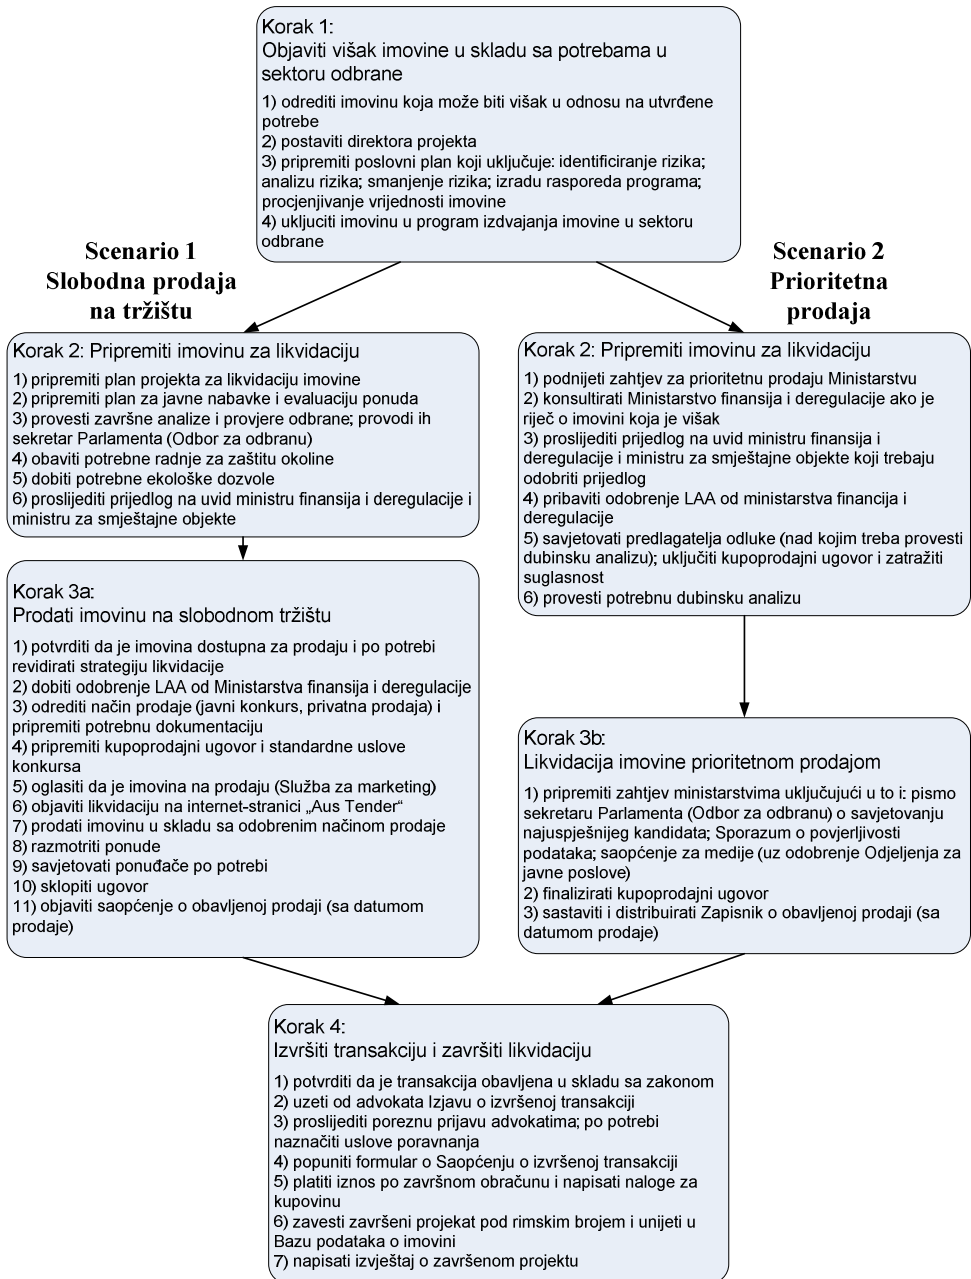 Korak 1:
Objaviti višak imovine u skladu sa potrebama u
sektoru odbrane
1) odrediti imovinu koja može biti višak u odnosu na utvrđene
potrebe
2) postaviti direktora projekta
3) pripremiti poslovni plan koji uključuje: identificiranje rizika;
analizu rizika; smanjenje rizika; izradu rasporeda programa;
procjenjivanje vrijednosti imovine
4) ukljuciti imovinu u program izdvajanja imovine u sektoru
odbrane
Scenario 1
Slobodna prodaja
na tržištu
Scenario 2
Prioritetna
prodaja
Korak 2: Pripremiti imovinu za likvidaciju
1) pripremiti plan projekta za likvidaciju imovine
2) pripremiti plan za javne nabavke i evaluaciju ponuda
3) provesti završne analize i provjere odbrane; provodi ih
sekretar Parlamenta (Odbor za odbranu)
4) obaviti potrebne radnje za zaštitu okoline
5) dobiti potrebne ekološke dozvole
6) proslijediti prijedlog na uvid ministru finansija i deregulacije i
ministru za smještajne objekte
Korak 3a:
Prodati imovinu na slobodnom tržištu
1) potvrditi da je imovina dostupna za prodaju i po potrebi
revidirati strategiju likvidacije
2) dobiti odobrenje LAA od Ministarstva finansija i deregulacije
3) odrediti način prodaje (javni konkurs, privatna prodaja) i
pripremiti potrebnu dokumentaciju
4) pripremiti kupoprodajni ugovor i standardne uslove
konkursa
5) oglasiti da je imovina na prodaju (Služba za marketing)
6) objaviti likvidaciju na internet-stranici „Aus Tender“
7) prodati imovinu u skladu sa odobrenim načinom prodaje
8) razmotriti ponude
9) savjetovati ponuđače po potrebi
10) sklopiti ugovor
11) objaviti saopćenje o obavljenoj prodaji (sa datumom
prodaje)
Korak 2: Pripremiti imovinu za likvidaciju
1) podnijeti zahtjev za prioritetnu prodaju Ministarstvu
2) konsultirati Ministarstvo finansija i deregulacije ako je
riječ o imovini koja je višak
3) proslijediti prijedlog na uvid ministru finansija i
deregulacije i ministru za smještajne objekte koji trebaju
odobriti prijedlog
4) pribaviti odobrenje LAA od ministarstva financija i
deregulacije
5) savjetovati predlagatelja odluke (nad kojim treba provesti
dubinsku analizu); uključiti kupoprodajni ugovor i zatražiti
suglasnost
6) provesti potrebnu dubinsku analizu
Korak 3b:
Likvidacija imovine prioritetnom prodajom
1) pripremiti zahtjev ministarstvima uključujući u to i: pismo
sekretaru Parlamenta (Odbor za odbranu) o savjetovanju
najuspješnijeg kandidata; Sporazum o povjerljivosti
podataka; saopćenje za medije (uz odobrenje Odjeljenja za
javne poslove)
2) finalizirati kupoprodajni ugovor
3) sastaviti i distribuirati Zapisnik o obavljenoj prodaji (sa
datumom prodaje)
Korak 4:
Izvršiti transakciju i završiti likvidaciju
1) potvrditi da je transakcija obavljena u skladu sa zakonom
2) uzeti od advokata Izjavu o izvršenoj transakciji
3) proslijediti poreznu prijavu advokatima; po potrebi
naznačiti uslove poravnanja
4) popuniti formular o Saopćenju o izvršenoj transakciji
5) platiti iznos po završnom obračunu i napisati naloge za
kupovinu
6) zavesti završeni projekat pod rimskim brojem i unijeti u
Bazu podataka o imovini
7) napisati izvještaj o završenom projektu